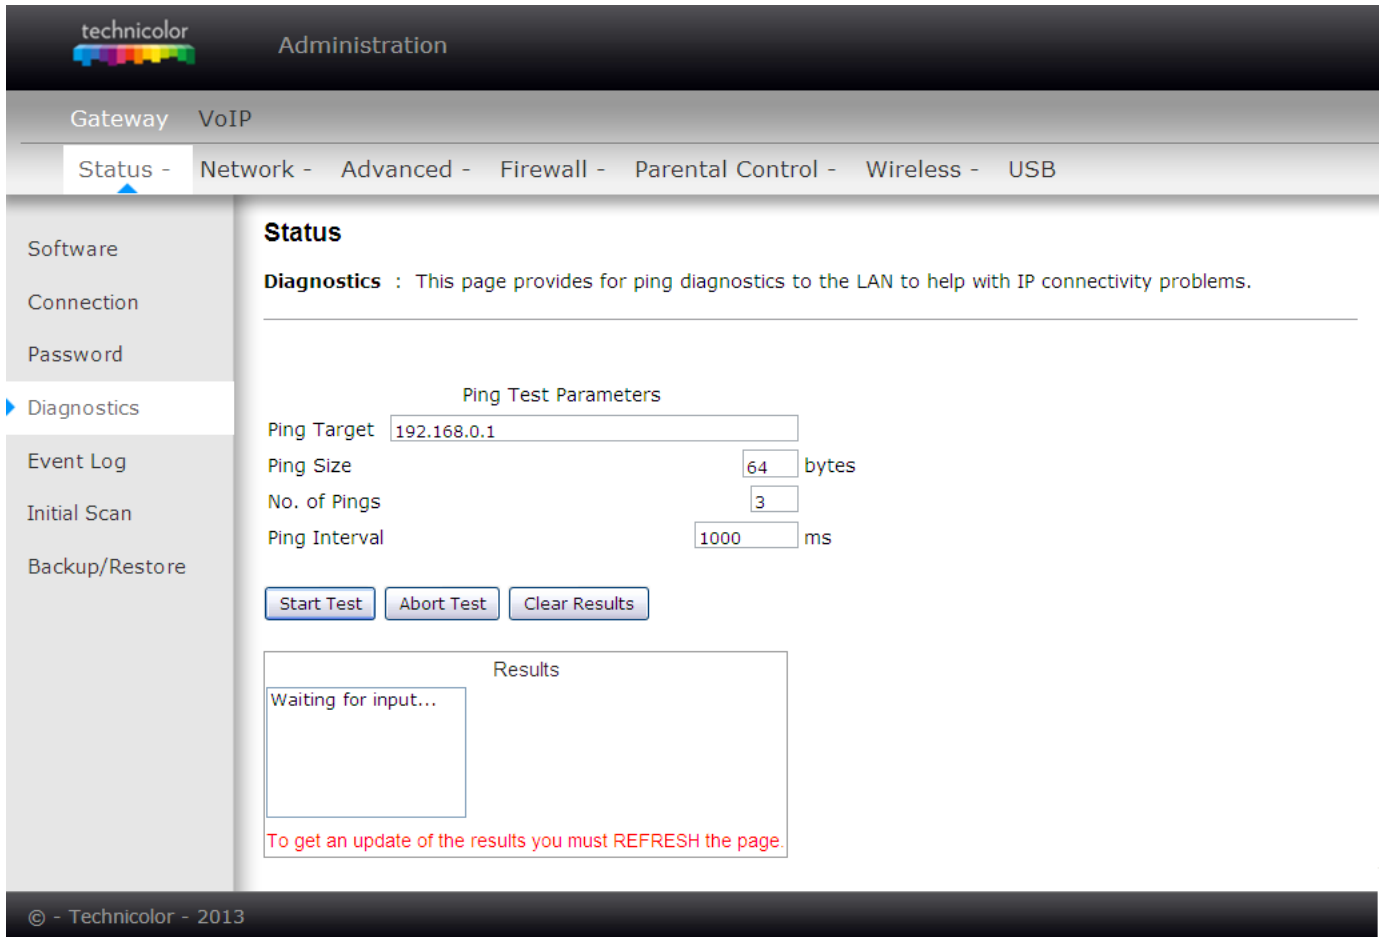 technicolor
Administration
Gateway VoIP
Status - Network - Advanced - Firewall - Parental Control - Wireless - USB
Software
Connection
Password
Diagnostics
Event Log
Initial Scan
Backup/Restore
Status
Diagnostics : This page provides for ping diagnostics to the LAN to help with IP connectivity problems.
Ping Test Parameters
Ping Target 192.168.0.1
Ping Size 64 bytes
No. of Pings 3
Ping Interval 1000 ms
Start Test Abort Test Clear Results
Results
Waiting for input...
To get an update of the results you must REFRESH the page.
© - Technicolor - 2013